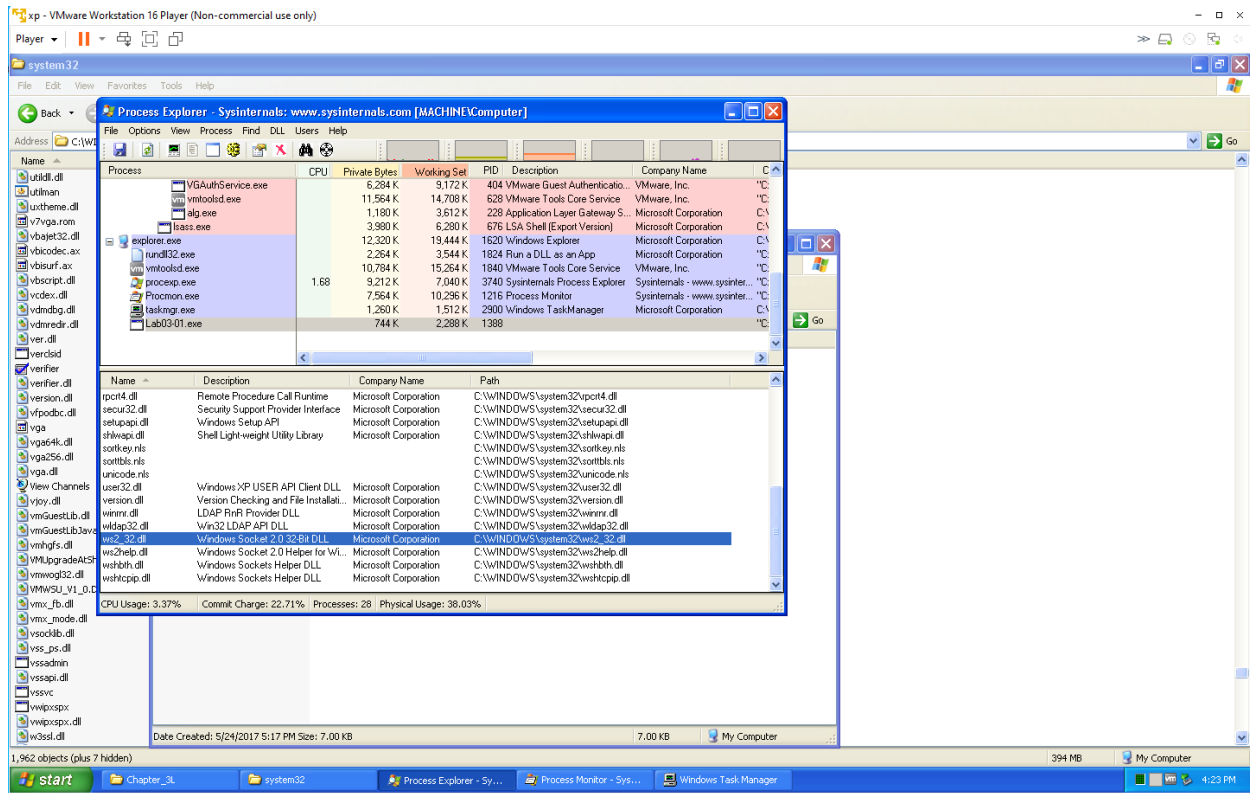 xp - VMware Workstation 16 Player (Non-commercial use only)
Player
system32
File Edit View Favorites Tools Help
Back
Address C:\WI
Go
Name
utildll.dll
utilman
uxtheme.dll
v7vga.rom
vbajet32.dll
vbicodec.ax
vbisurf.ax
vbscript.dll
vcdex.dll
vdmdbg.dll
vdmredir.dll
ver.dll
verclsid
verifier
verifier.dll
version.dll
vfpodbc.dll
vga
vga64k.dll
vga256.dll
vga.dll
View Channels
vjoy.dll
vmGuestLib.dll
vmGuestLibJava
vmhgfs.dll
VMUpgradeAtSh
vmwogl32.dll
VMWSU_V1_0.D
vmx_fb.dll
vmx_mode.dll
vsocklib.dll
vss_ps.dll
vssadmin
vssapi.dll
vssvc
vwipxspx
vwipxspx.dll
w3ssl.dll
Process Explorer - Sysinternals: www.sysinternals.com [MACHINE\Computer]
File Options View Process Find DLL Users Help
Process CPU Private Bytes Working Set PID Description Company Name C
VGAuthService.exe 6,284 K 9,172 K 404 VMware Guest Authenticatio... VMware, Inc. "C:
vmtoolsd.exe 11,564 K 14,708 K 628 VMware Tools Core Service VMware, Inc. "C:
alg.exe 1,180 K 3,612 K 228 Application Layer Gateway S... Microsoft Corporation C:\
lsass.exe 3,980 K 6,280 K 676 LSA Shell (Export Version) Microsoft Corporation C:\
explorer.exe 12,320 K 19,444 K 1620 Windows Explorer Microsoft Corporation C:\
rundll32.exe 2,264 K 3,544 K 1824 Run a DLL as an App Microsoft Corporation "C:
vmtoolsd.exe 10,784 K 15,264 K 1840 VMware Tools Core Service VMware, Inc. "C:
procexp.exe 1.68 9,212 K 7,040 K 3740 Sysinternals Process Explorer Sysinternals - www.sysinter... "C:
Procmon.exe 7,564 K 10,296 K 1216 Process Monitor Sysinternals - www.sysinter... "C:
taskmgr.exe 1,260 K 1,512 K 2900 Windows TaskManager Microsoft Corporation C:
Lab03-01.exe 744 K 2,288 K 1388 "C:
Go
Name Description Company Name Path
rpcrt4.dll Remote Procedure Call Runtime Microsoft Corporation C:\WINDOWS\system32\rpcrt4.dll
secur32.dll Security Support Provider Interface Microsoft Corporation C:\WINDOWS\system32\secur32.dll
setupapi.dll Windows Setup API Microsoft Corporation C:\WINDOWS\system32\setupapi.dll
shlwapi.dll Shell Light-weight Utility Library Microsoft Corporation C:\WINDOWS\system32\shlwapi.dll
sortkey.nls C:\WINDOWS\system32\sortkey.nls
sorttbls.nls C:\WINDOWS\system32\sorttbls.nls
unicode.nls C:\WINDOWS\system32\unicode.nls
user32.dll Windows XP USER API Client DLL Microsoft Corporation C:\WINDOWS\system32\user32.dll
version.dll Version Checking and File Installati... Microsoft Corporation C:\WINDOWS\system32\version.dll
winrnr.dll LDAP RnR Provider DLL Microsoft Corporation C:\WINDOWS\system32\winrnr.dll
wldap32.dll Win32 LDAP API DLL Microsoft Corporation C:\WINDOWS\system32\wldap32.dll
ws2_32.dll Windows Socket 2.0 32-Bit DLL Microsoft Corporation C:\WINDOWS\system32\ws2_32.dll
ws2help.dll Windows Socket 2.0 Helper for Wi... Microsoft Corporation C:\WINDOWS\system32\ws2help.dll
wshbth.dll Windows Sockets Helper DLL Microsoft Corporation C:\WINDOWS\system32\wshbth.dll
wshtcpip.dll Windows Sockets Helper DLL Microsoft Corporation C:\WINDOWS\system32\wshtcpip.dll
CPU Usage: 3.37% Commit Charge: 22.71% Processes: 28 Physical Usage: 38.03%
Date Created: 5/24/2017 5:17 PM Size: 7.00 KB 7.00 KB My Computer
1,962 objects (plus 7 hidden) 394 MB My Computer
start Chapter_3L system32 Process Explorer - Sy... Process Monitor - Sys... Windows Task Manager 4:23 PM